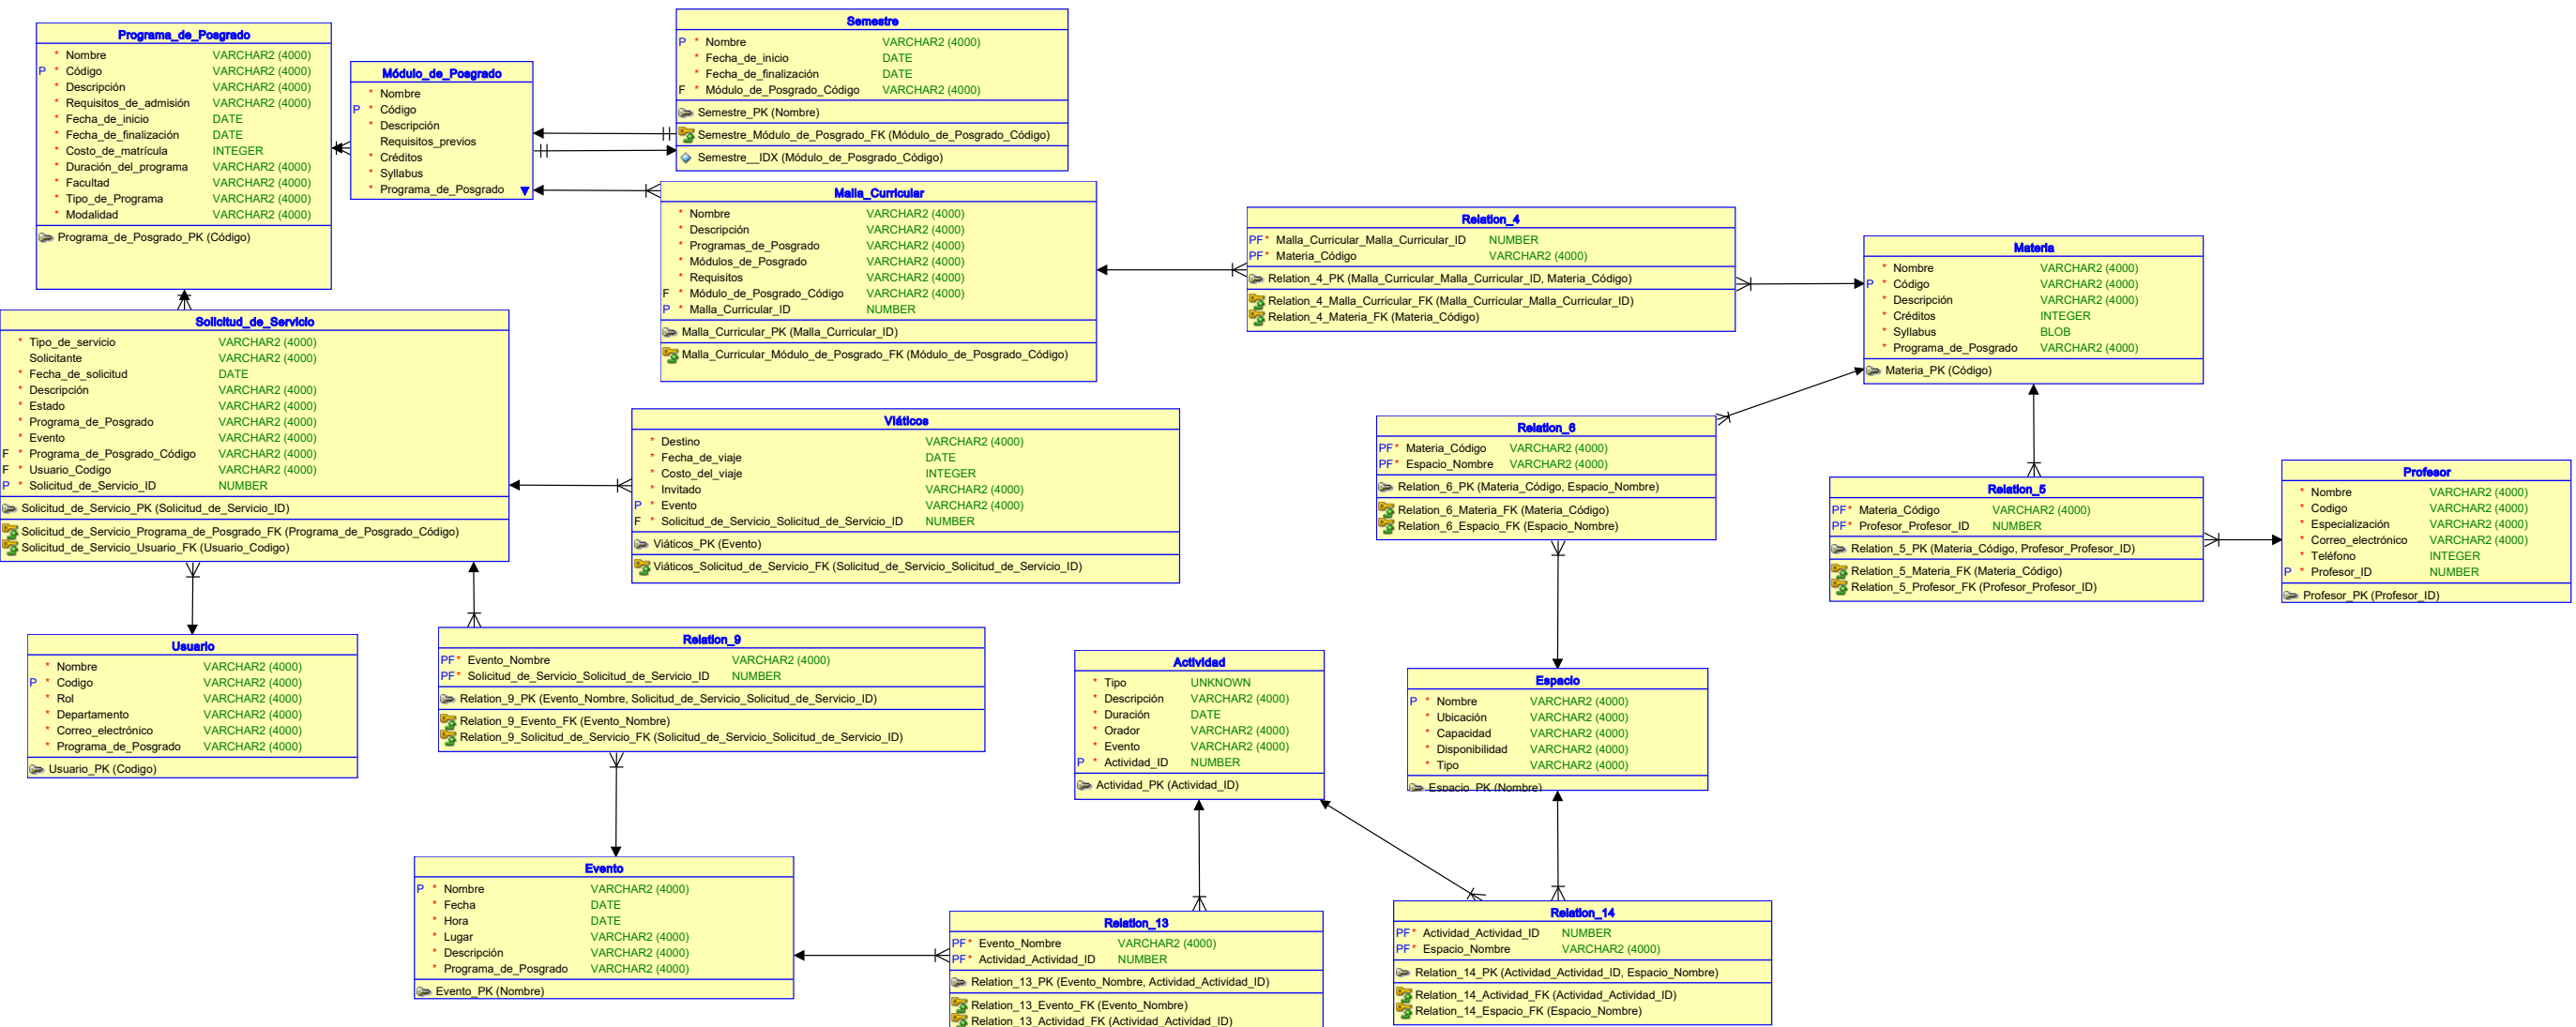 Programa_de_Posgrado
* Nombre VARCHAR2 (4000)
P * Código VARCHAR2 (4000)
* Descripción VARCHAR2 (4000)
* Requisitos_de_admisión VARCHAR2 (4000)
* Fecha_de_inicio DATE
* Fecha_de_finalización DATE
* Costo_de_matrícula INTEGER
* Duración_del_programa VARCHAR2 (4000)
* Facultad VARCHAR2 (4000)
* Tipo_de_Programa VARCHAR2 (4000)
* Modalidad VARCHAR2 (4000)
Programa_de_Posgrado_PK (Código)
Módulo_de_Posgrado
* Nombre
P * Código
* Descripción
Requisitos_previos
* Créditos
* Syllabus
* Programa_de_Posgrado
Semestre
P * Nombre VARCHAR2 (4000)
* Fecha_de_inicio DATE
* Fecha_de_finalización DATE
F * Módulo_de_Posgrado_Código VARCHAR2 (4000)
Semestre_PK (Nombre)
Semestre_Módulo_de_Posgrado_FK (Módulo_de_Posgrado_Código)
Semestre__IDX (Módulo_de_Posgrado_Código)
Malla_Curricular
* Nombre VARCHAR2 (4000)
* Descripción VARCHAR2 (4000)
* Programas_de_Posgrado VARCHAR2 (4000)
* Módulos_de_Posgrado VARCHAR2 (4000)
* Requisitos VARCHAR2 (4000)
F * Módulo_de_Posgrado_Código VARCHAR2 (4000)
P * Malla_Curricular_ID NUMBER
Malla_Curricular_PK (Malla_Curricular_ID)
Malla_Curricular_Módulo_de_Posgrado_FK (Módulo_de_Posgrado_Código)
Relation_4
PF * Malla_Curricular_Malla_Curricular_ID NUMBER
PF * Materia_Código VARCHAR2 (4000)
Relation_4_PK (Malla_Curricular_Malla_Curricular_ID, Materia_Código)
Relation_4_Malla_Curricular_FK (Malla_Curricular_Malla_Curricular_ID)
Relation_4_Materia_FK (Materia_Código)
Materia
* Nombre VARCHAR2 (4000)
P * Código VARCHAR2 (4000)
* Descripción VARCHAR2 (4000)
* Créditos INTEGER
* Syllabus BLOB
* Programa_de_Posgrado VARCHAR2 (4000)
Materia_PK (Código)
Solicitud_de_Servicio
* Tipo_de_servicio VARCHAR2 (4000)
Solicitante VARCHAR2 (4000)
* Fecha_de_solicitud DATE
* Descripción VARCHAR2 (4000)
* Estado VARCHAR2 (4000)
* Programa_de_Posgrado VARCHAR2 (4000)
* Evento VARCHAR2 (4000)
F * Programa_de_Posgrado_Código VARCHAR2 (4000)
F * Usuario_Codigo VARCHAR2 (4000)
P * Solicitud_de_Servicio_ID NUMBER
Solicitud_de_Servicio_PK (Solicitud_de_Servicio_ID)
Solicitud_de_Servicio_Programa_de_Posgrado_FK (Programa_de_Posgrado_Código)
Solicitud_de_Servicio_Usuario_FK (Usuario_Codigo)
Viáticos
* Destino VARCHAR2 (4000)
* Fecha_de_viaje DATE
* Costo_del_viaje INTEGER
* Invitado VARCHAR2 (4000)
P * Evento VARCHAR2 (4000)
F * Solicitud_de_Servicio_Solicitud_de_Servicio_ID NUMBER
Viáticos_PK (Evento)
Viáticos_Solicitud_de_Servicio_FK (Solicitud_de_Servicio_Solicitud_de_Servicio_ID)
Relation_6
PF * Materia_Código VARCHAR2 (4000)
PF * Espacio_Nombre VARCHAR2 (4000)
Relation_6_PK (Materia_Código, Espacio_Nombre)
Relation_6_Materia_FK (Materia_Código)
Relation_6_Espacio_FK (Espacio_Nombre)
Relation_5
PF * Materia_Código VARCHAR2 (4000)
PF * Profesor_Profesor_ID NUMBER
Relation_5_PK (Materia_Código, Profesor_Profesor_ID)
Relation_5_Materia_FK (Materia_Código)
Relation_5_Profesor_FK (Profesor_Profesor_ID)
Profesor
* Nombre VARCHAR2 (4000)
* Codigo VARCHAR2 (4000)
* Especialización VARCHAR2 (4000)
* Correo_electrónico VARCHAR2 (4000)
* Teléfono INTEGER
P * Profesor_ID NUMBER
Profesor_PK (Profesor_ID)
Usuario
* Nombre VARCHAR2 (4000)
P * Codigo VARCHAR2 (4000)
* Rol VARCHAR2 (4000)
* Departamento VARCHAR2 (4000)
* Correo_electrónico VARCHAR2 (4000)
* Programa_de_Posgrado VARCHAR2 (4000)
Usuario_PK (Codigo)
Relation_9
PF * Evento_Nombre VARCHAR2 (4000)
PF * Solicitud_de_Servicio_Solicitud_de_Servicio_ID NUMBER
Relation_9_PK (Evento_Nombre, Solicitud_de_Servicio_Solicitud_de_Servicio_ID)
Relation_9_Evento_FK (Evento_Nombre)
Relation_9_Solicitud_de_Servicio_FK (Solicitud_de_Servicio_Solicitud_de_Servicio_ID)
Actividad
* Tipo UNKNOWN
* Descripción VARCHAR2 (4000)
* Duración DATE
* Orador VARCHAR2 (4000)
* Evento VARCHAR2 (4000)
P * Actividad_ID NUMBER
Actividad_PK (Actividad_ID)
Espacio
P * Nombre VARCHAR2 (4000)
* Ubicación VARCHAR2 (4000)
* Capacidad VARCHAR2 (4000)
* Disponibilidad VARCHAR2 (4000)
* Tipo VARCHAR2 (4000)
Espacio_PK (Nombre)
Evento
P * Nombre VARCHAR2 (4000)
* Fecha DATE
* Hora DATE
* Lugar VARCHAR2 (4000)
* Descripción VARCHAR2 (4000)
* Programa_de_Posgrado VARCHAR2 (4000)
Evento_PK (Nombre)
Relation_13
PF * Evento_Nombre VARCHAR2 (4000)
PF * Actividad_Actividad_ID NUMBER
Relation_13_PK (Evento_Nombre, Actividad_Actividad_ID)
Relation_13_Evento_FK (Evento_Nombre)
Relation_13_Actividad_FK (Actividad_Actividad_ID)
Relation_14
PF * Actividad_Actividad_ID NUMBER
PF * Espacio_Nombre VARCHAR2 (4000)
Relation_14_PK (Actividad_Actividad_ID, Espacio_Nombre)
Relation_14_Actividad_FK (Actividad_Actividad_ID)
Relation_14_Espacio_FK (Espacio_Nombre)